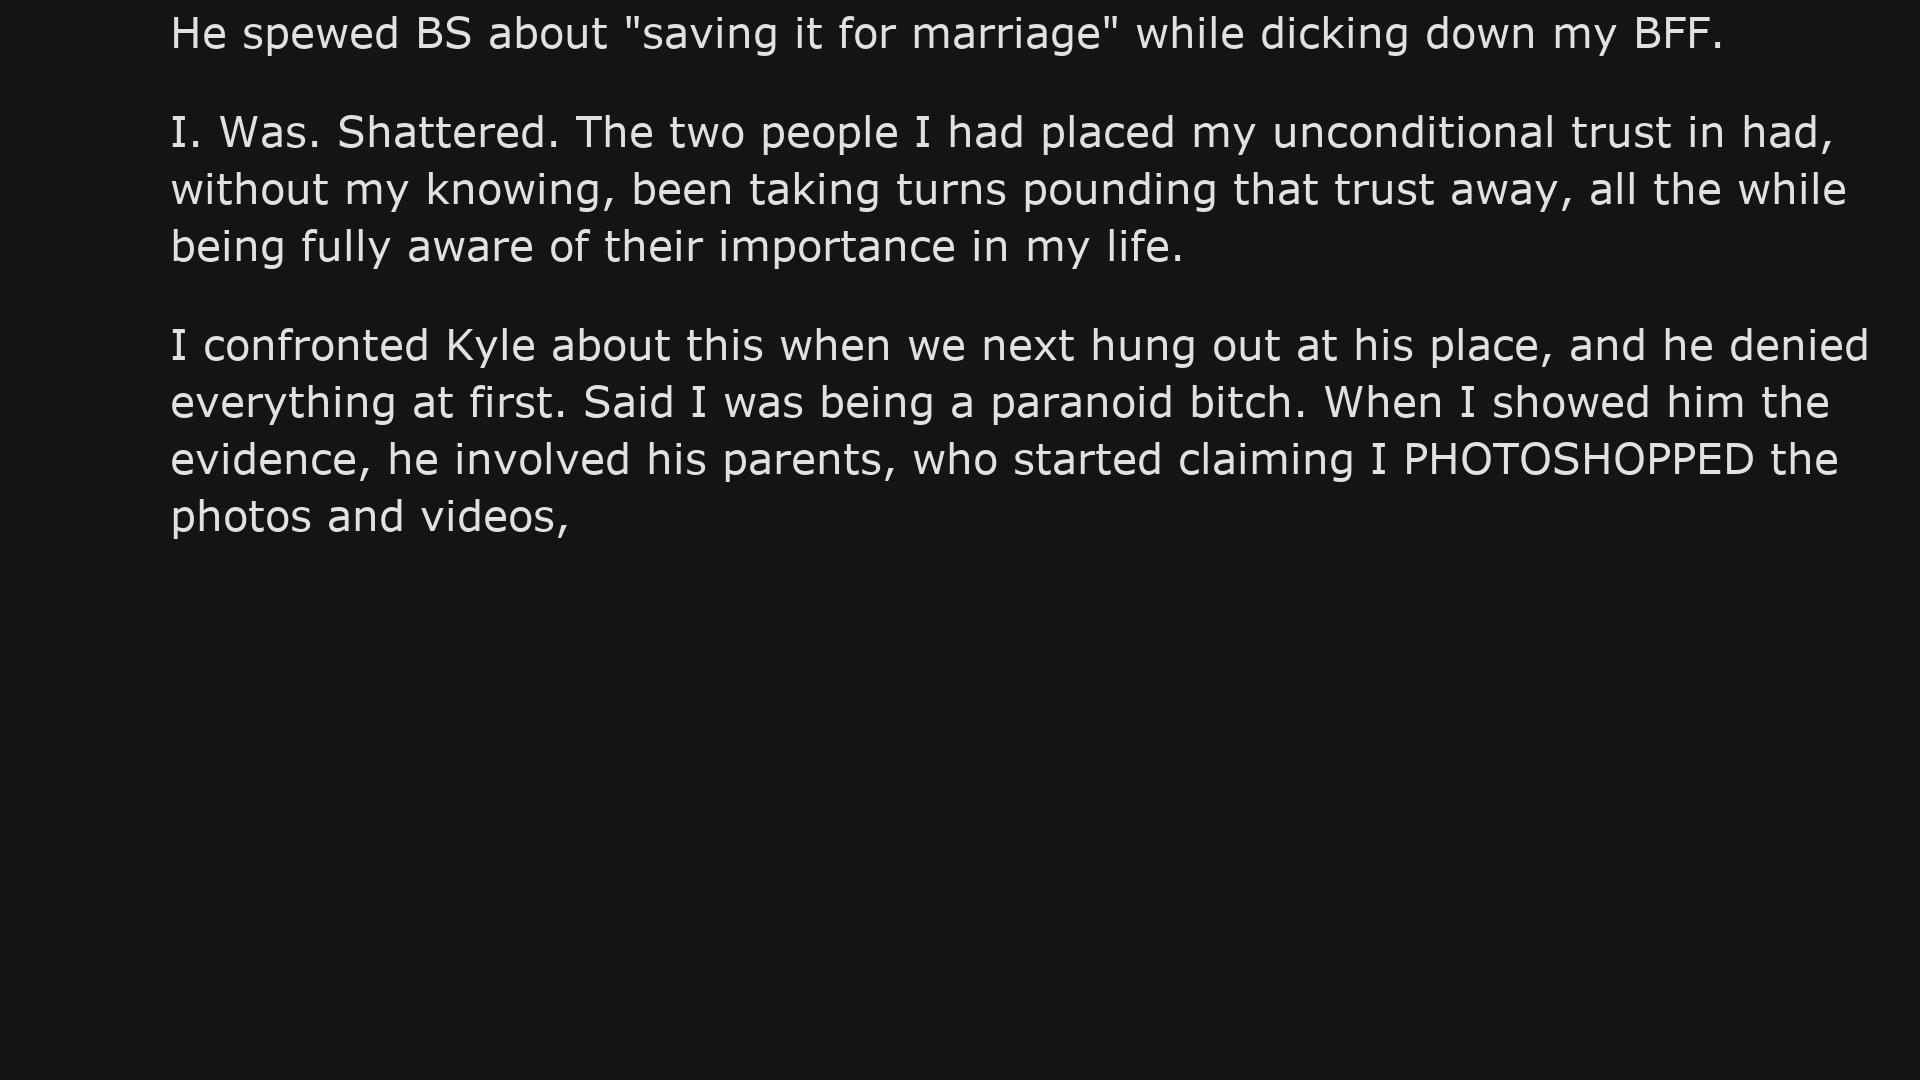 He spewed BS about "saving it for marriage" while dicking down my BFF.
I. Was. Shattered. The two people I had placed my unconditional trust in had,
without my knowing, been taking turns pounding that trust away, all the while
being fully aware of their importance in my life.
I confronted Kyle about this when we next hung out at his place, and he denied
everything at first. Said I was being a paranoid bitch. When I showed him the
evidence, he involved his parents, who started claiming I PHOTOSHOPPED the
photos and videos,